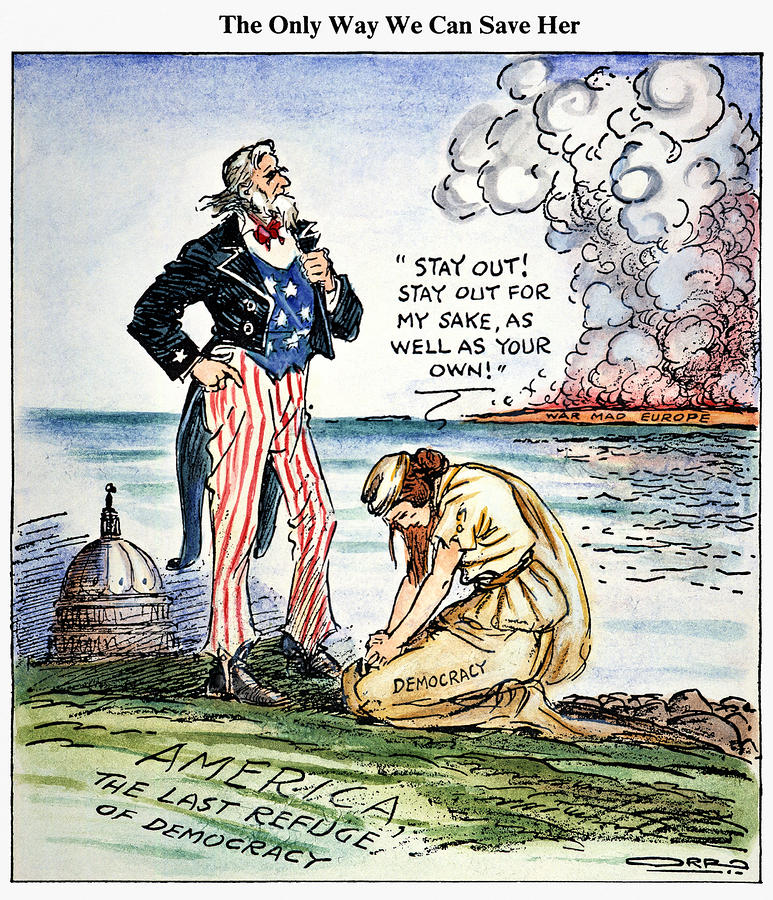 The Only Way We Can Save Her
"STAY OUT!
STAY OUT FOR
MY SAKE, AS
WELL AS YOUR
OWN!"
WAR MAD EUROPE
DEMOCRACY
AMERICA,
THE LAST REFUGE
OF DEMOCRACY
ORR